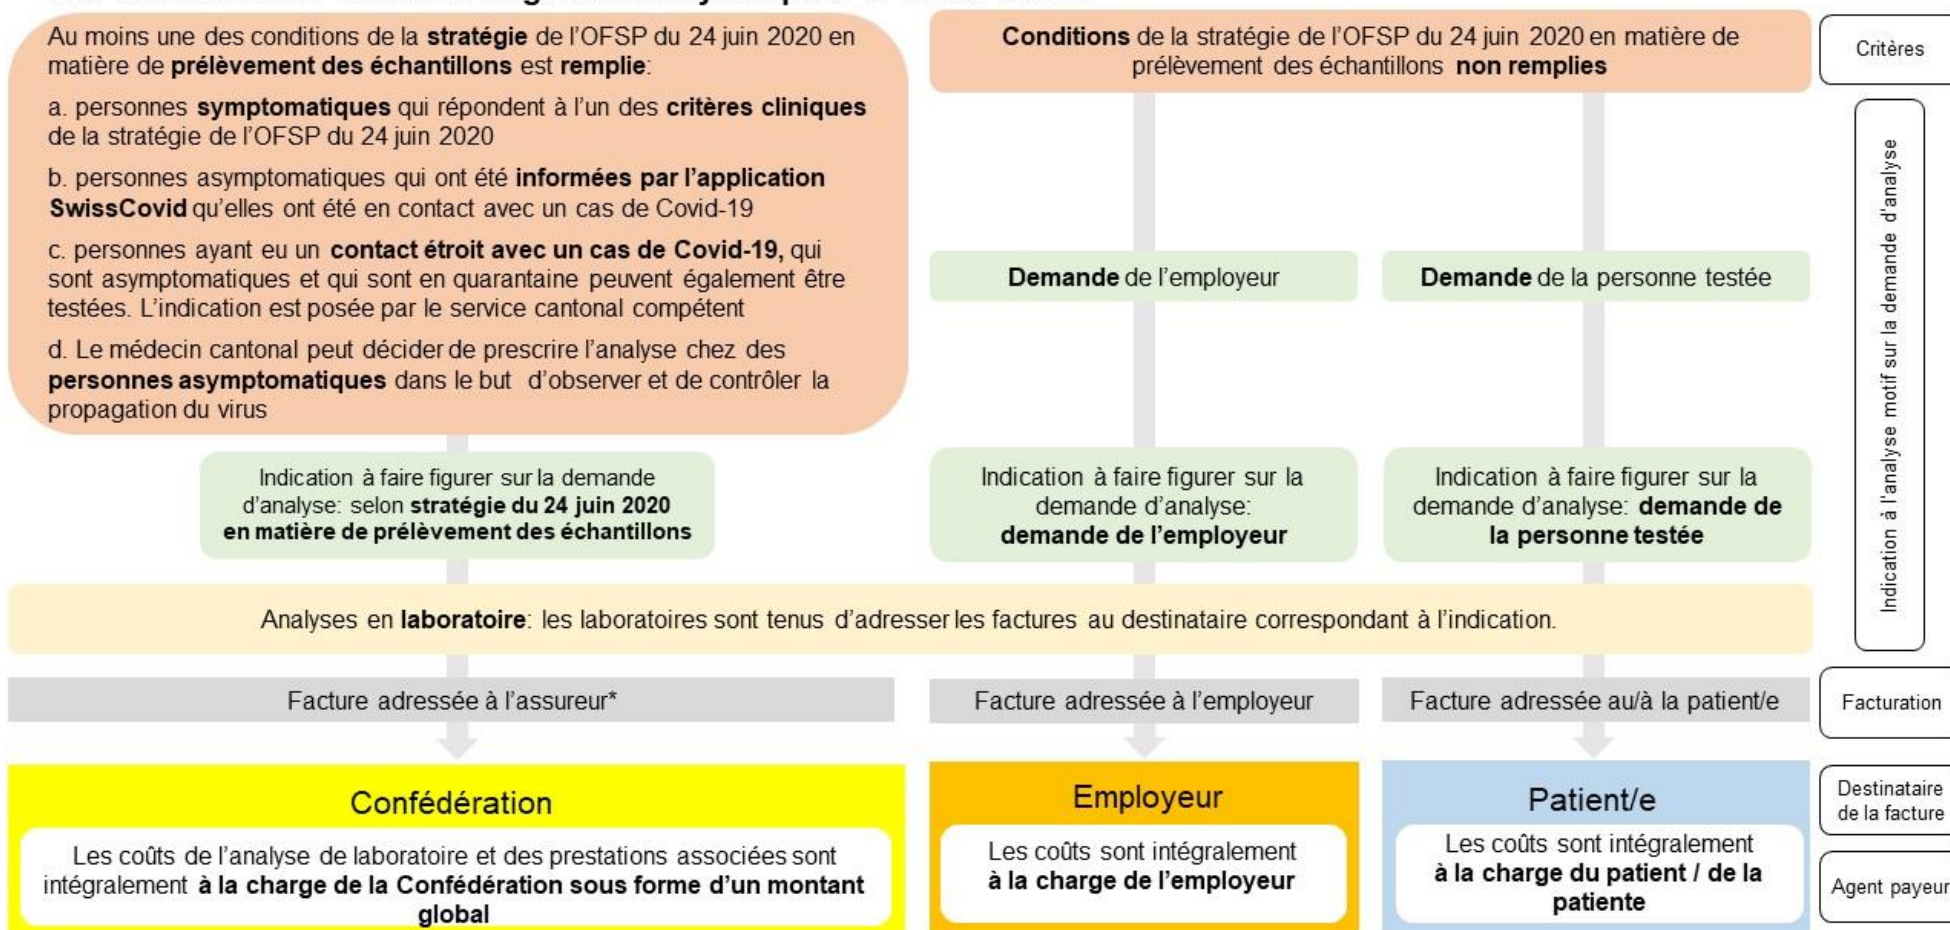 Au moins une des conditions de la stratégie de l'OFSP du 24 juin 2020 en
matière de prélèvement des échantillons est remplie:
a. personnes symptomatiques qui répondent à l'un des critères cliniques
de la stratégie de l'OFSP du 24 juin 2020
b. personnes asymptomatiques qui ont été informées par l'application
SwissCovid qu'elles ont été en contact avec un cas de Covid-19
c. personnes ayant eu un contact étroit avec un cas de Covid-19, qui
sont asymptomatiques et qui sont en quarantaine peuvent également être
testées. L'indication est posée par le service cantonal compétent
d. Le médecin cantonal peut décider de prescrire l'analyse chez des
personnes asymptomatiques dans le but d'observer et de contrôler la
propagation du virus
Conditions de la stratégie de l'OFSP du 24 juin 2020 en matière de
prélèvement des échantillons non remplies
Critères
Demande de l'employeur
Demande de la personne testée
Indication à l'analyse motif sur la demande d'analyse
Indication à faire figurer sur la demande
d'analyse: selon stratégie du 24 juin 2020
en matière de prélèvement des échantillons
Indication à faire figurer sur la
demande d'analyse:
demande de l'employeur
Indication à faire figurer sur la
demande d'analyse: demande de
la personne testée
Analyses en laboratoire: les laboratoires sont tenus d'adresser les factures au destinataire correspondant à l'indication.
Facture adressée à l'assureur*
Facture adressée à l'employeur
Facture adressée au/à la patient/e
Facturation
Confédération
Les coûts de l'analyse de laboratoire et des prestations associées sont
intégralement à la charge de la Confédération sous forme d'un montant
global
Employeur
Les coûts sont intégralement
à la charge de l'employeur
Patient/e
Les coûts sont intégralement
à la charge du patient / de la
patiente
Destinataire
de la facture
Agent payeur